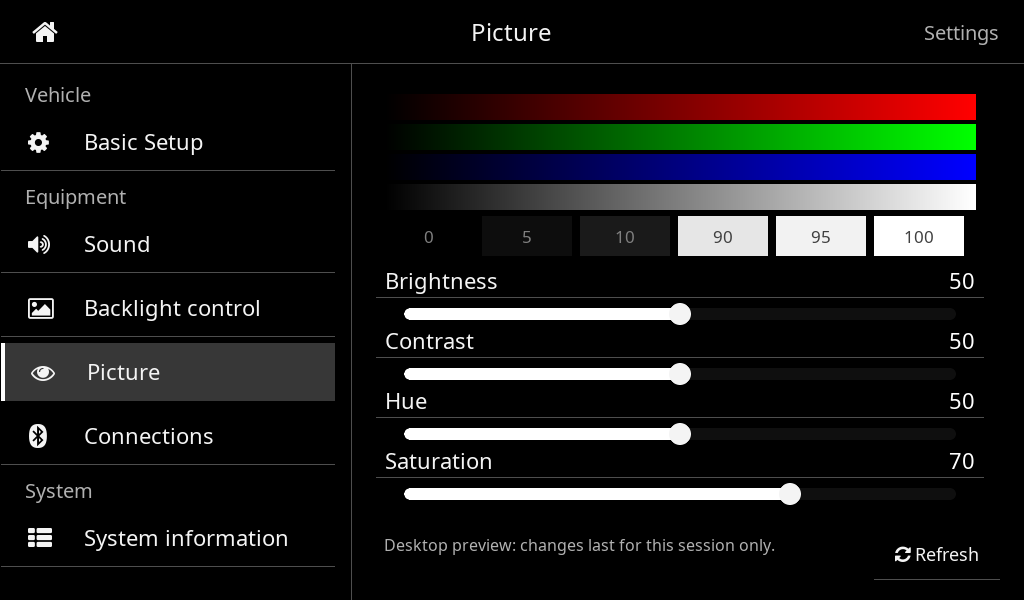 Picture
Settings
Vehicle
Basic Setup
Equipment
Sound
Backlight control
Picture
Connections
System
System information
0 5 10 90 95 100
Brightness 50
Contrast 50
Hue 50
Saturation 70
Desktop preview: changes last for this session only.
Refresh